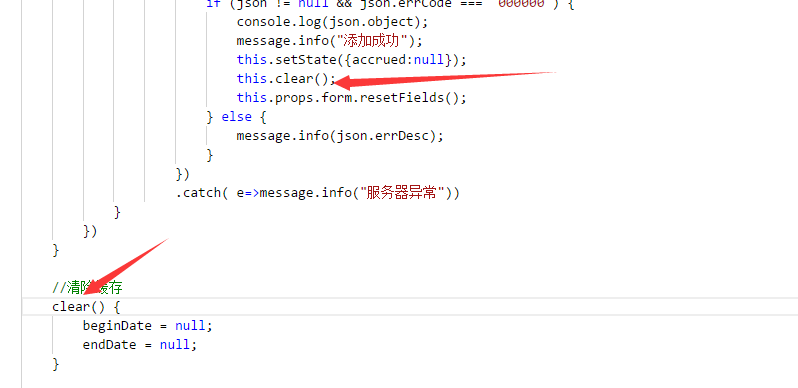 if (json != null && json.errCode === "000000") {
console.log(json.object);
message.info("添加成功");
this.setState({accrued:null});
this.clear();
this.props.form.resetFields();
} else {
message.info(json.errDesc);
}
})
.catch( e=>message.info("服务器异常"))
}
})
}
//清除缓存
clear() {
beginDate = null;
endDate = null;
}